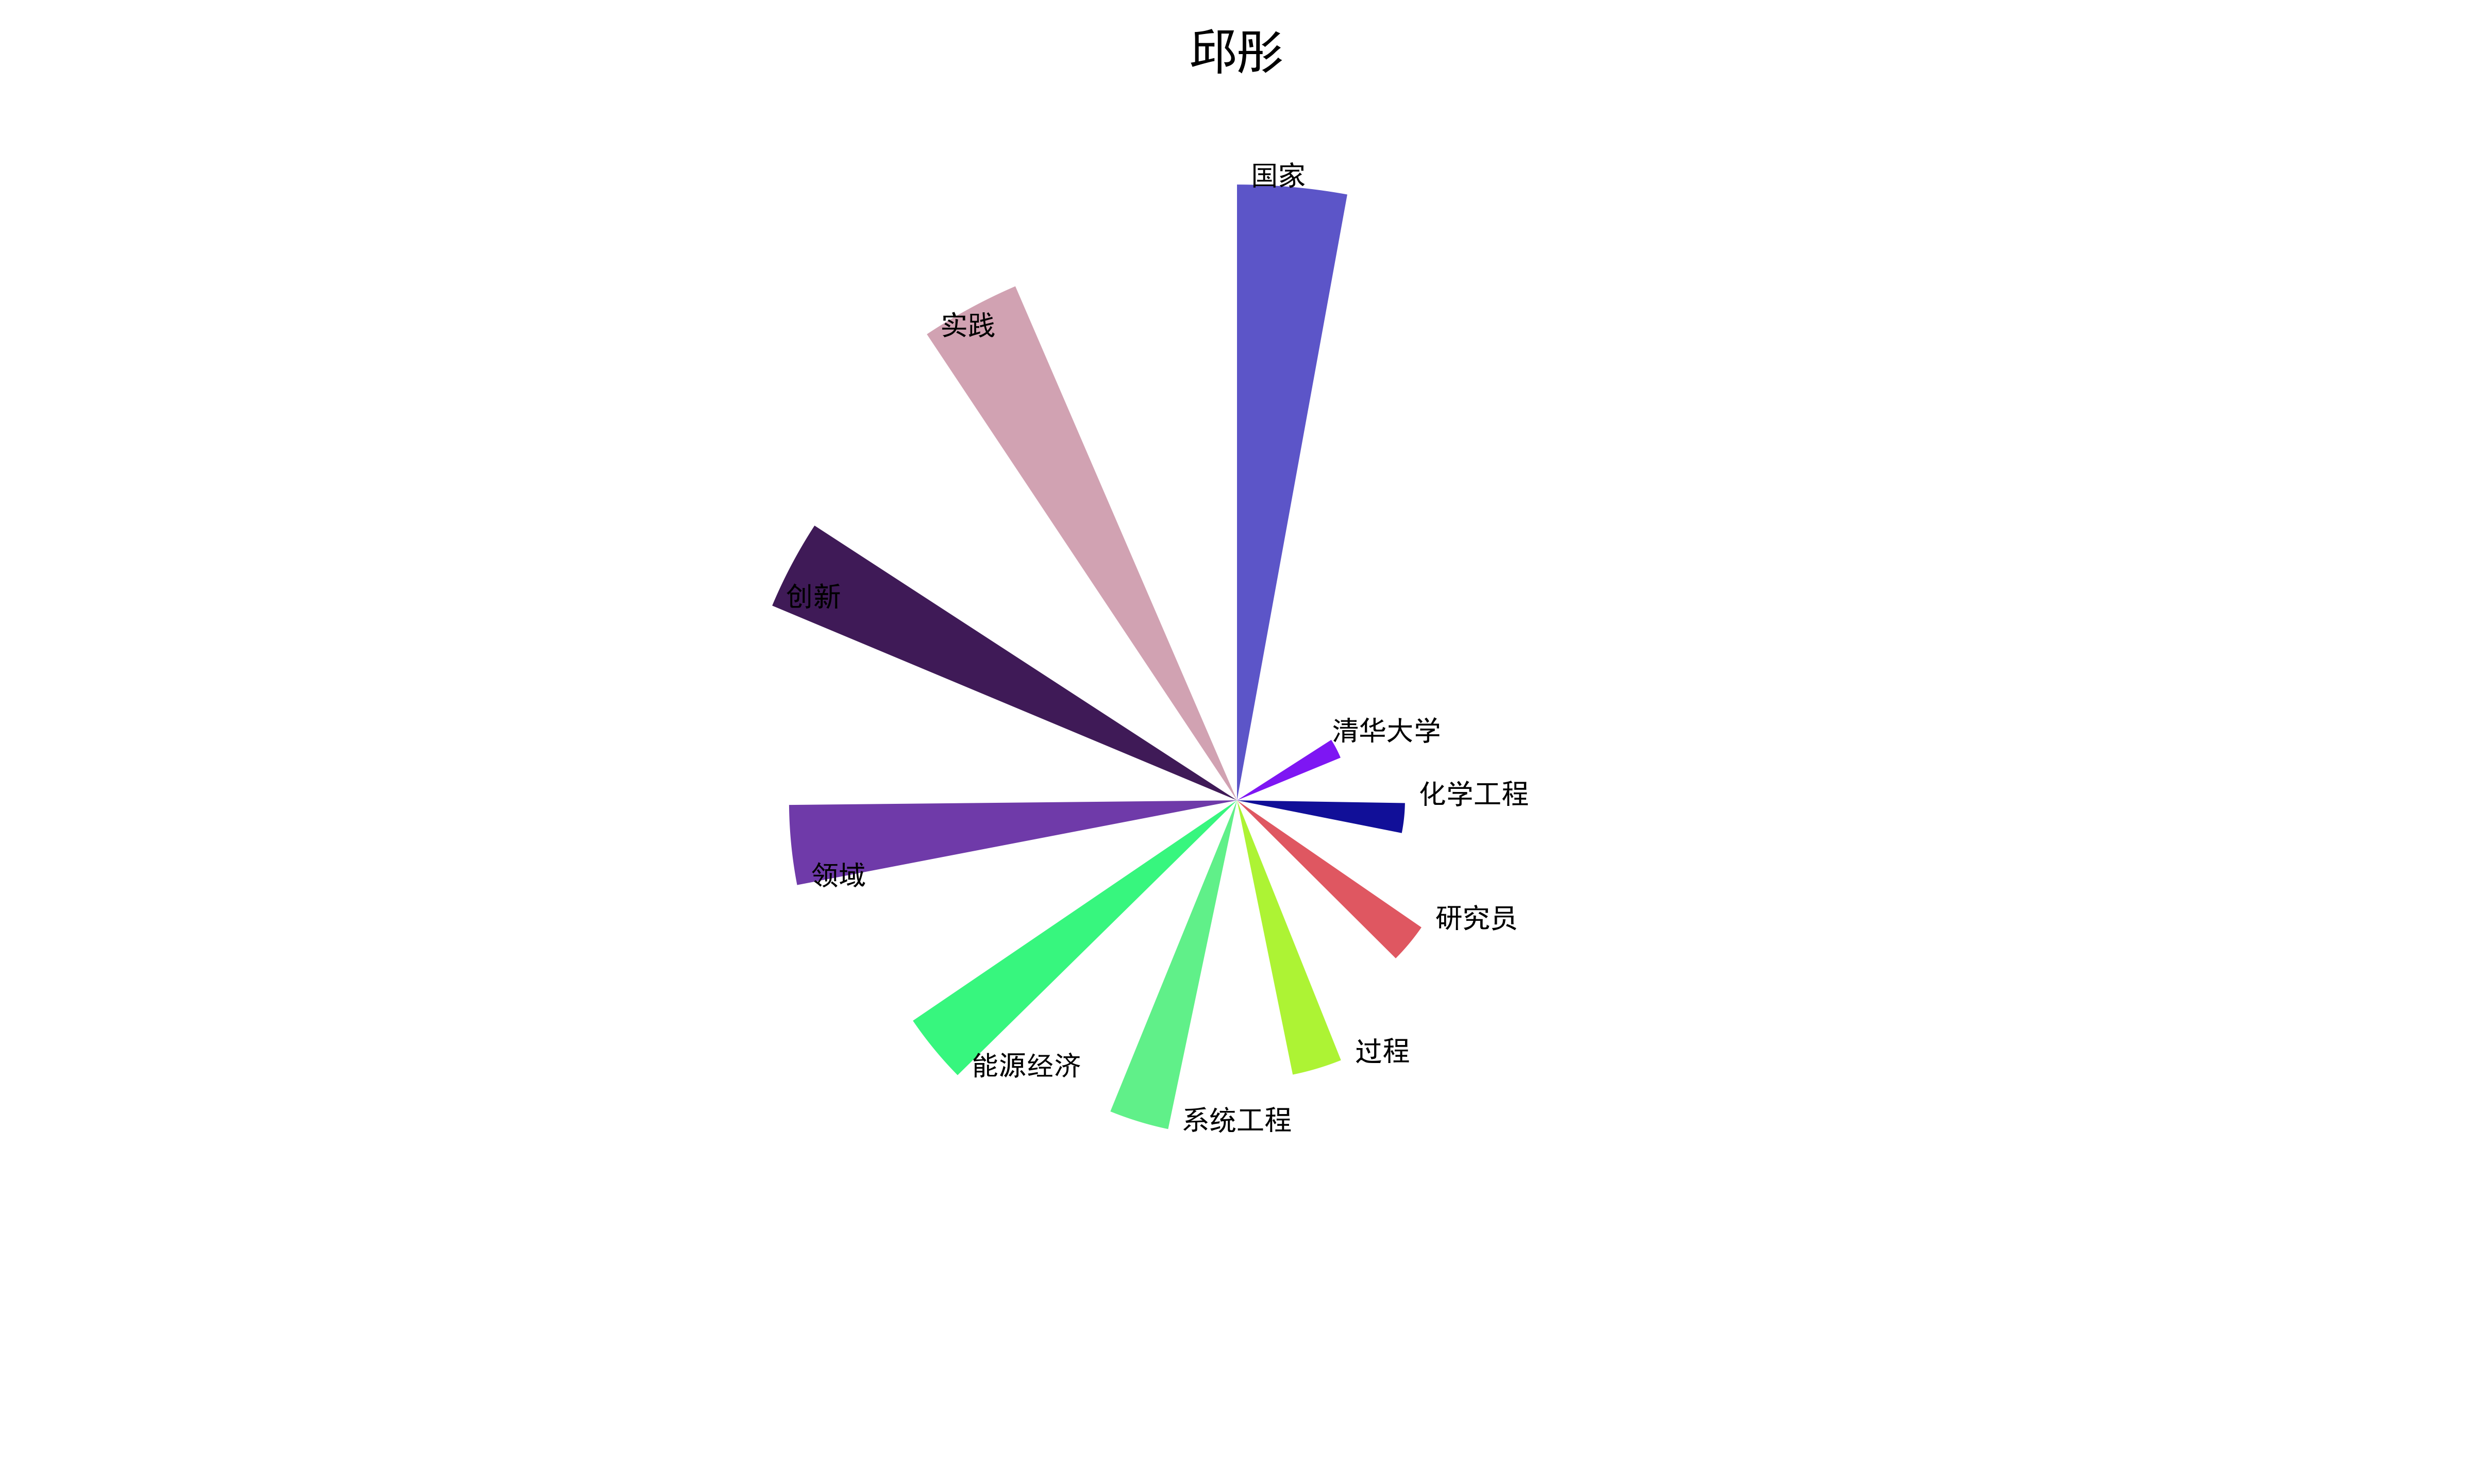 邱彤
国家
实践
创新
清华大学
化学工程
领域
研究员
过程
能源经济
系统工程